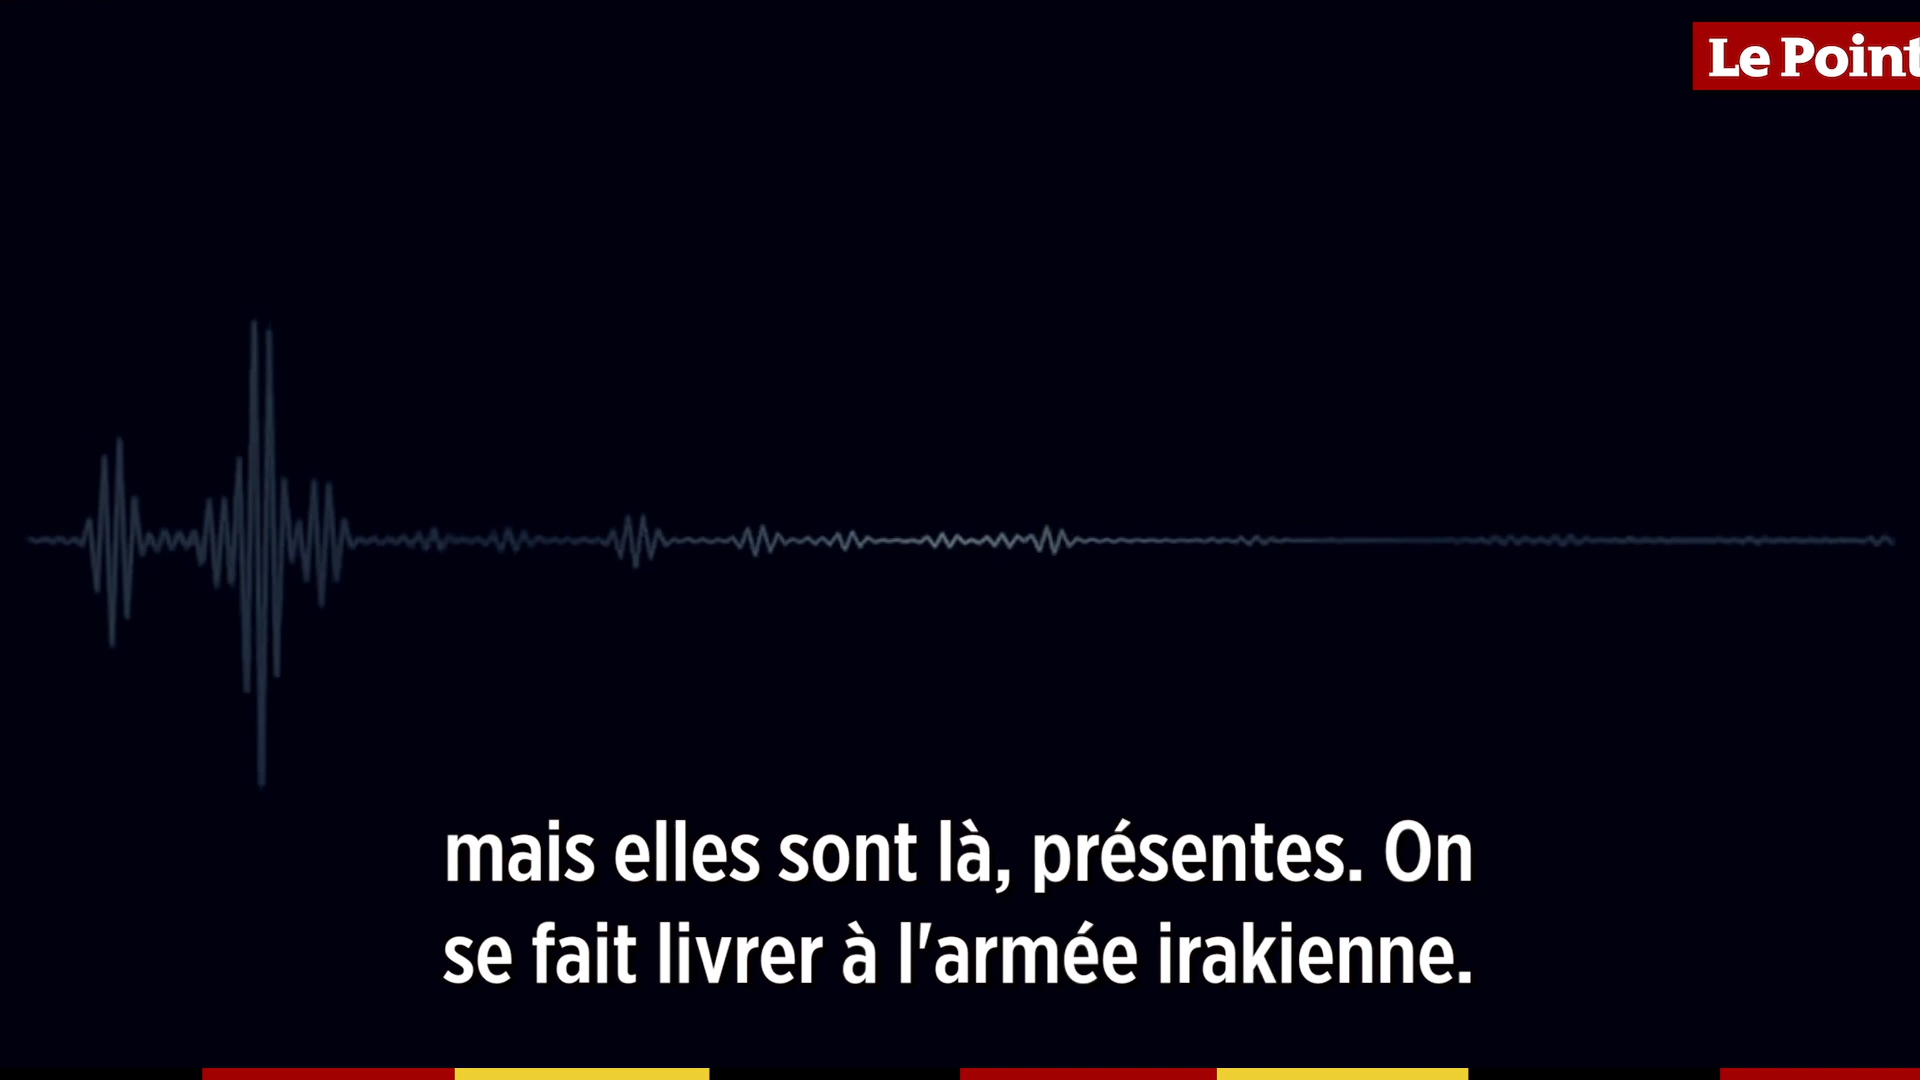 Le Point
mais elles sont là, présentes. On
se fait livrer à l'armée irakienne.